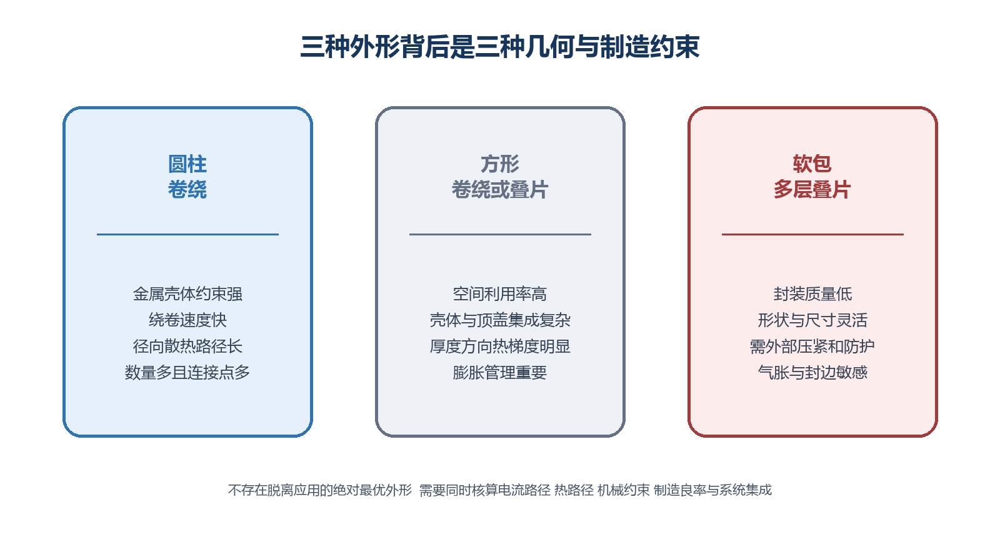 三种外形背后是三种几何与制造约束
圆柱
卷绕
金属壳体约束强
绕卷速度快
径向散热路径长
数量多且连接点多
方形
卷绕或叠片
空间利用率高
壳体与顶盖集成复杂
厚度方向热梯度明显
膨胀管理重要
软包
多层叠片
封装质量低
形状与尺寸灵活
需外部压紧和防护
气胀与封边敏感
不存在脱离应用的绝对最优外形 需要同时核算电流路径 热路径 机械约束 制造良率与系统集成